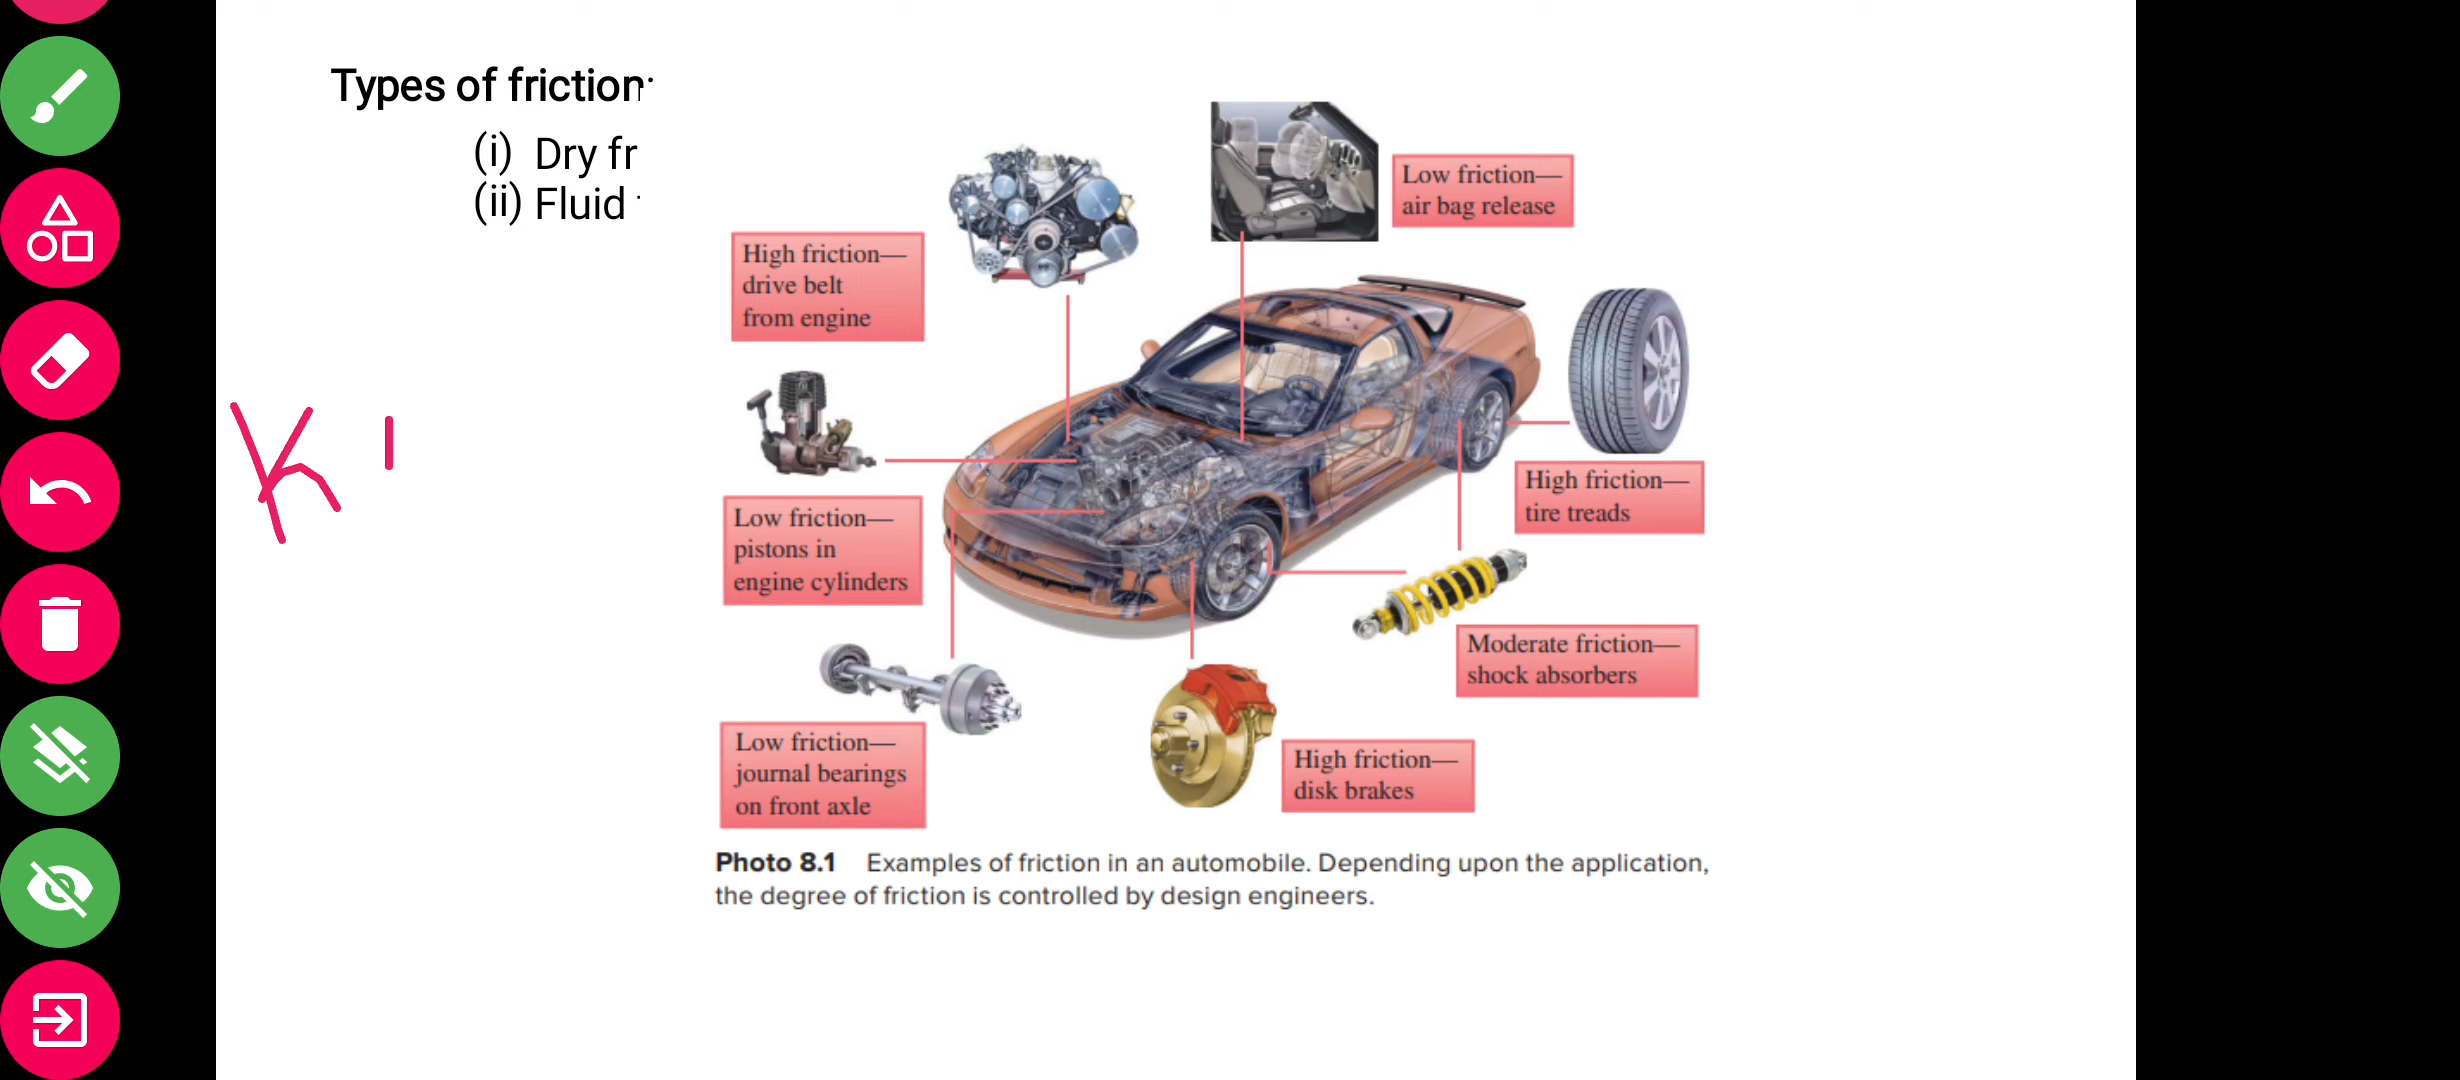 Types of friction
(i) Dry fr
(ii) Fluid
Low friction—
air bag release
High friction—
drive belt
from engine
High friction—
tire treads
Low friction—
pistons in
engine cylinders
Moderate friction—
shock absorbers
Low friction—
journal bearings
on front axle
High friction—
disk brakes
Photo 8.1 Examples of friction in an automobile. Depending upon the application,
the degree of friction is controlled by design engineers.